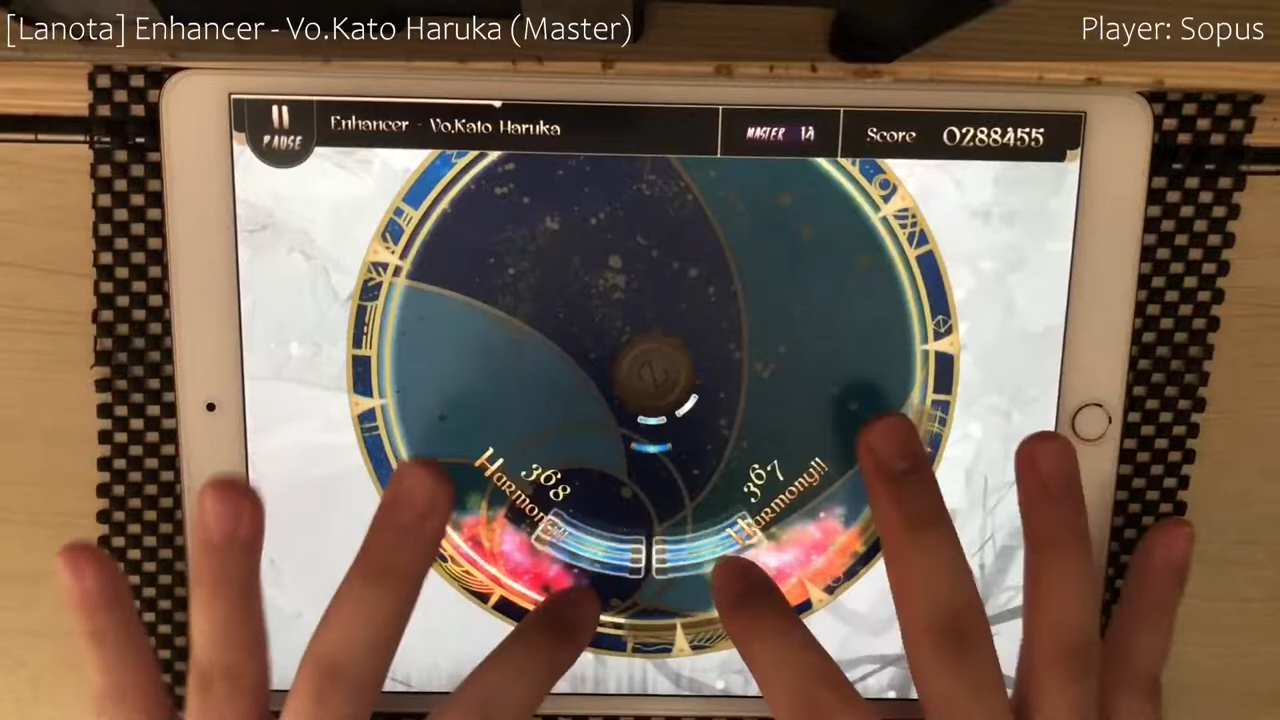 [Lanota] Enhancer - Vo.Kato Haruka (Master)
Player: Sopus
PAUSE
Enhancer - Vo.Kato Haruka
MASTER 14
Score 0288455
368
Harmony!!
367
Harmony!!